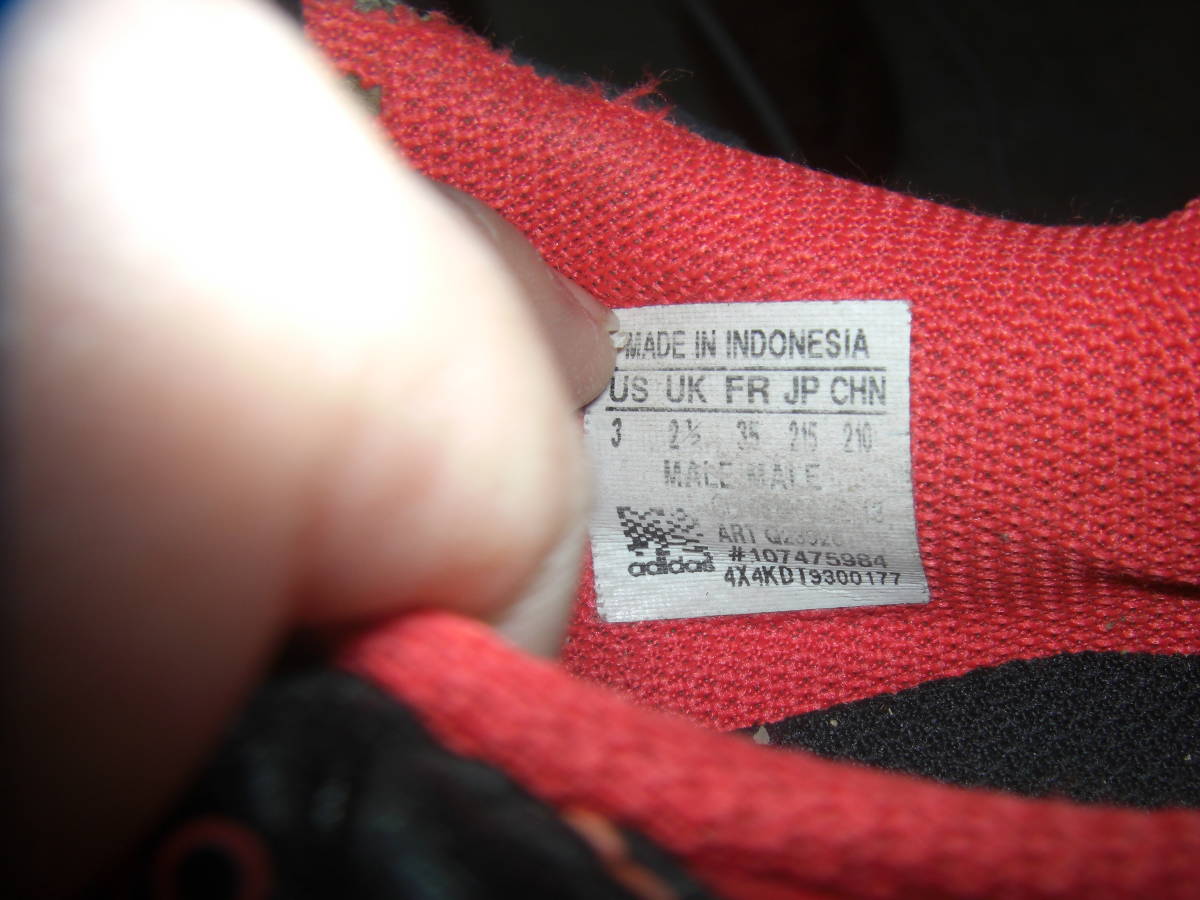 MADE IN INDONESIA
US UK FR JP CHN
3 2½ 35 215 210
MALE MALE
ART
#107475984
adidas
4X4KDI9300177